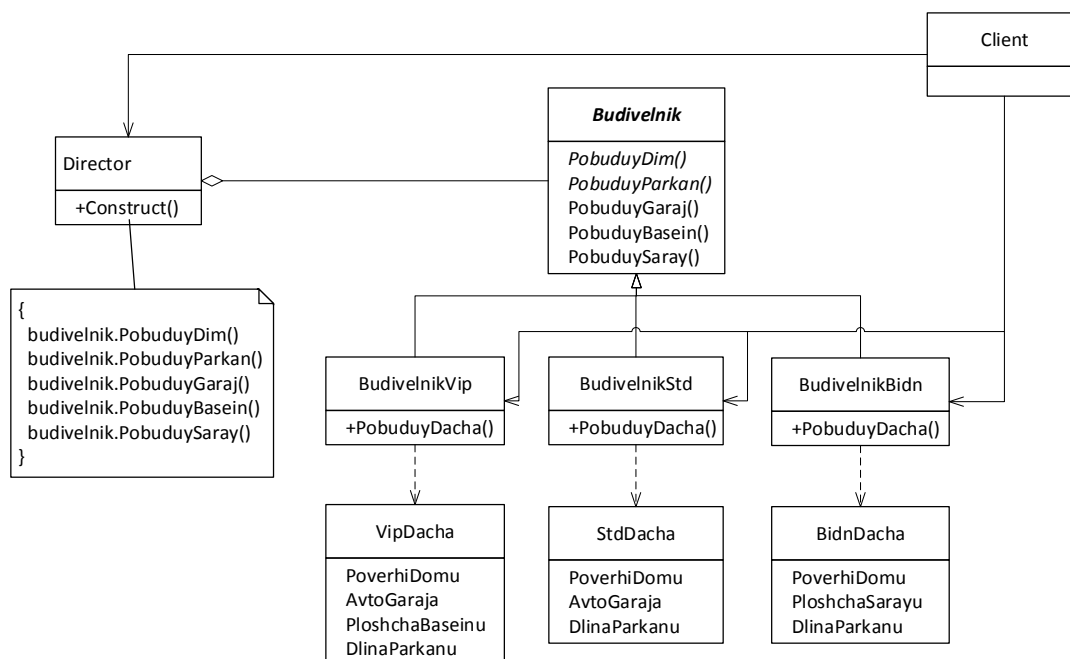 Client
Budivelnik
PobuduyDim()
PobuduyParkan()
PobuduyGaraj()
PobuduyBasein()
PobuduySaray()
Director
+Construct()
{
budivelnik.PobuduyDim()
budivelnik.PobuduyParkan()
budivelnik.PobuduyGaraj()
budivelnik.PobuduyBasein()
budivelnik.PobuduySaray()
}
BudivelnikVip
+PobuduyDacha()
BudivelnikStd
+PobuduyDacha()
BudivelnikBidn
+PobuduyDacha()
VipDacha
PoverhiDomu
AvtoGaraja
PloshchaBaseinu
DlinaParkanu
StdDacha
PoverhiDomu
AvtoGaraja
DlinaParkanu
BidnDacha
PoverhiDomu
PloshchaSarayu
DlinaParkanu